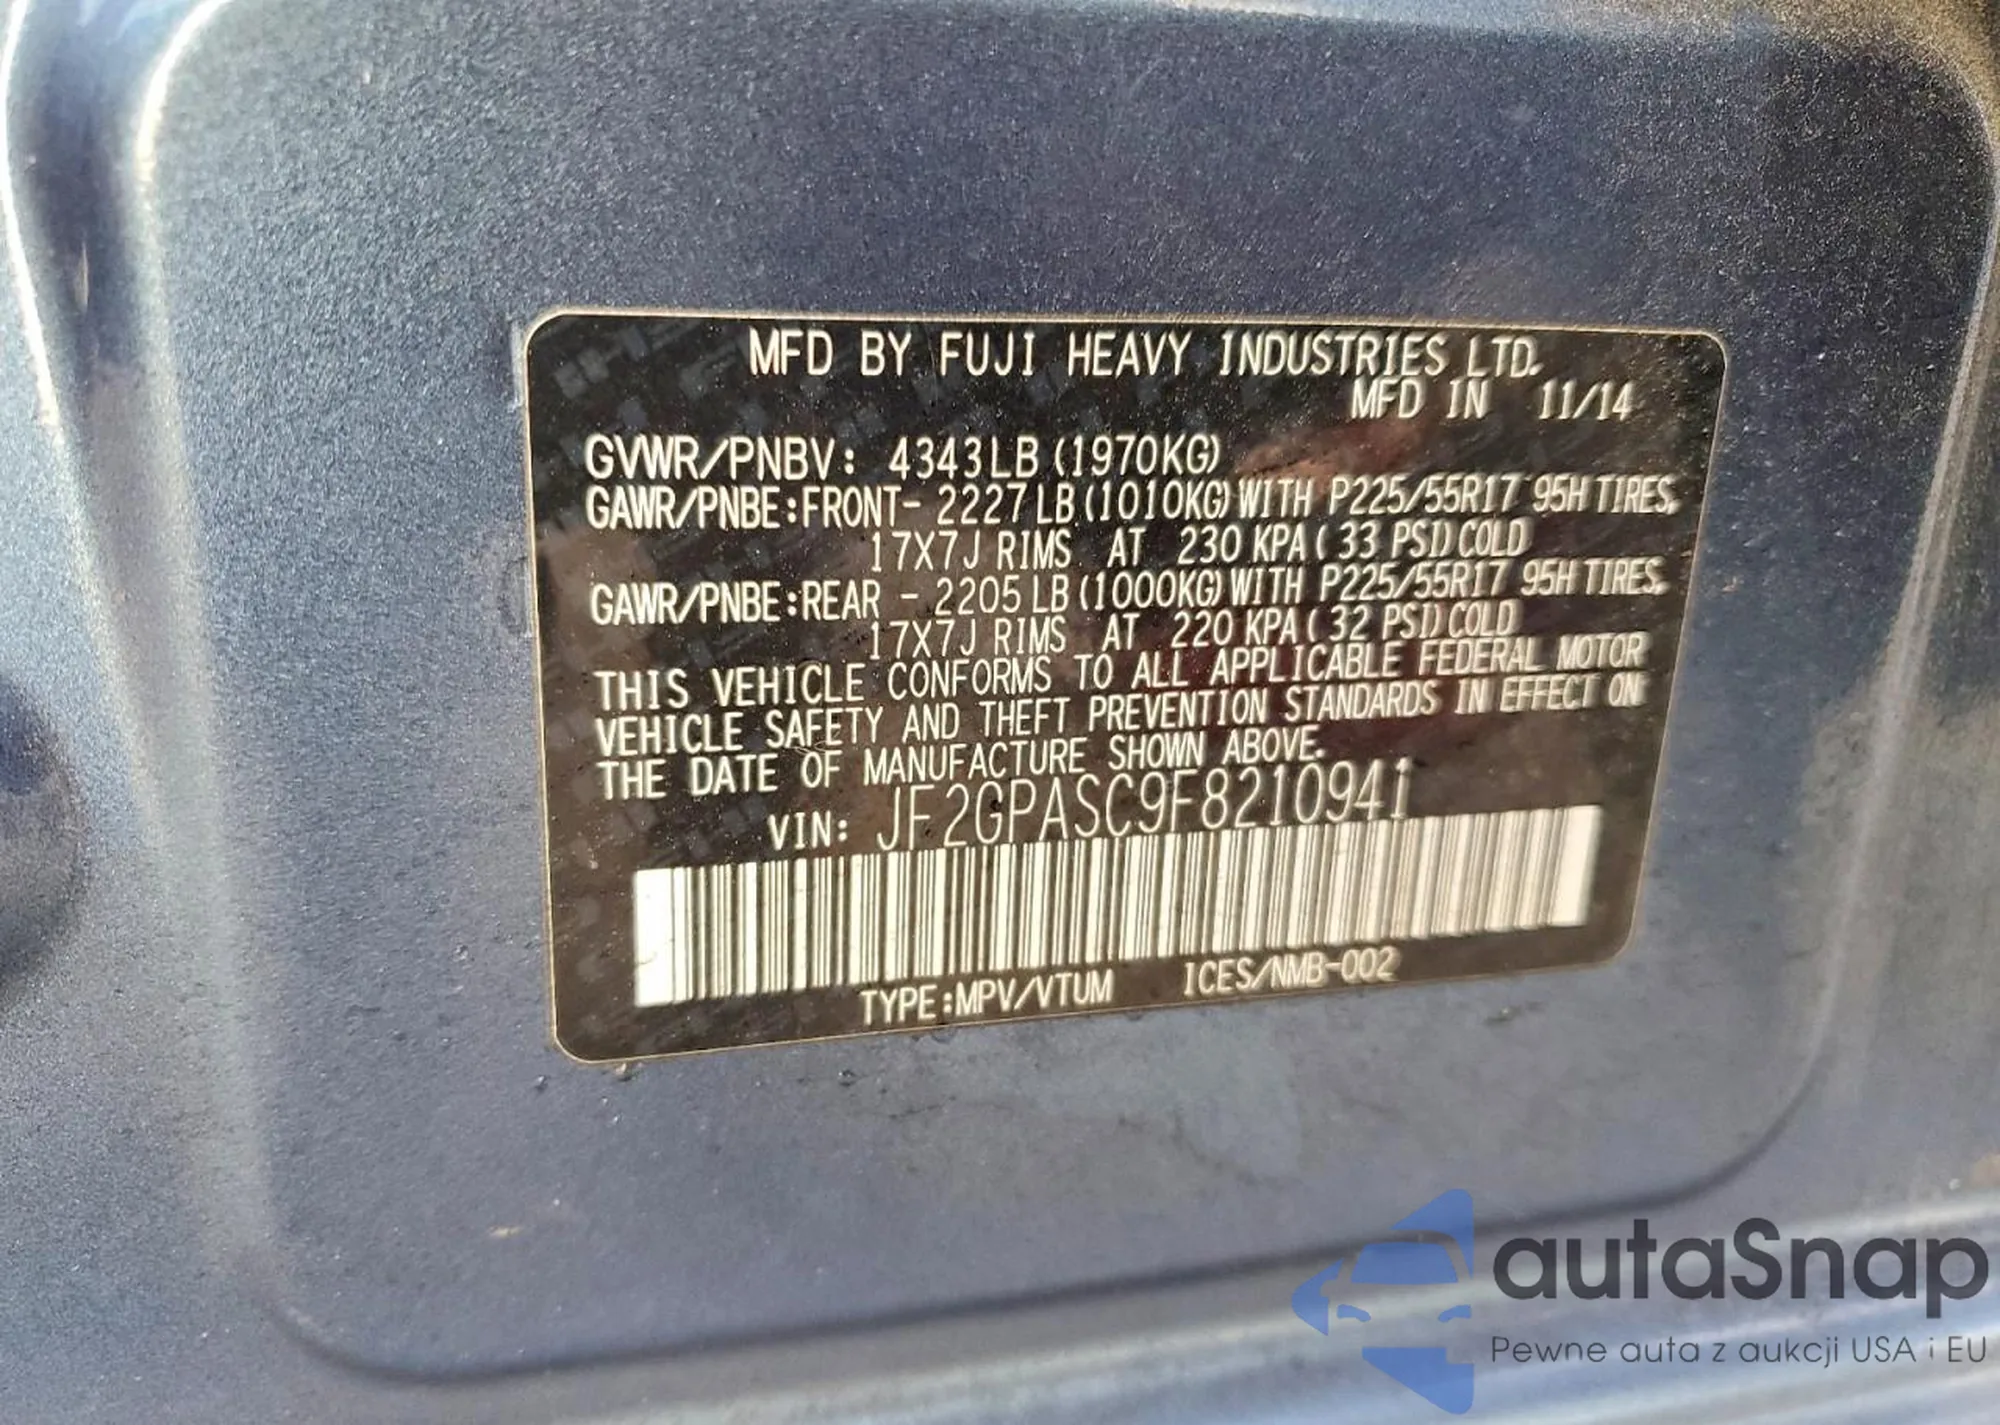 MFD BY FUJI HEAVY INDUSTRIES LTD.
MFD IN 11/14
GVWR/PNBV: 4343LB (1970KG)
GAWR/PNBE:FRONT- 2227LB (1010KG) WITH P225/55R17 95H TIRES,
17X7J RIMS AT 230 KPA (33 PSI) COLD
GAWR/PNBE:REAR - 2205LB (1000KG) WITH P225/55R17 95H TIRES,
17X7J RIMS AT 220 KPA (32 PSI) COLD
THIS VEHICLE CONFORMS TO ALL APPLICABLE FEDERAL MOTOR
VEHICLE SAFETY AND THEFT PREVENTION STANDARDS IN EFFECT ON
THE DATE OF MANUFACTURE SHOWN ABOVE.
VIN: JF2GPASC9F8210941
TYPE:MPV/VTUM ICES/NMB-002
autaSnap
Pewne auta z aukcji USA i EU